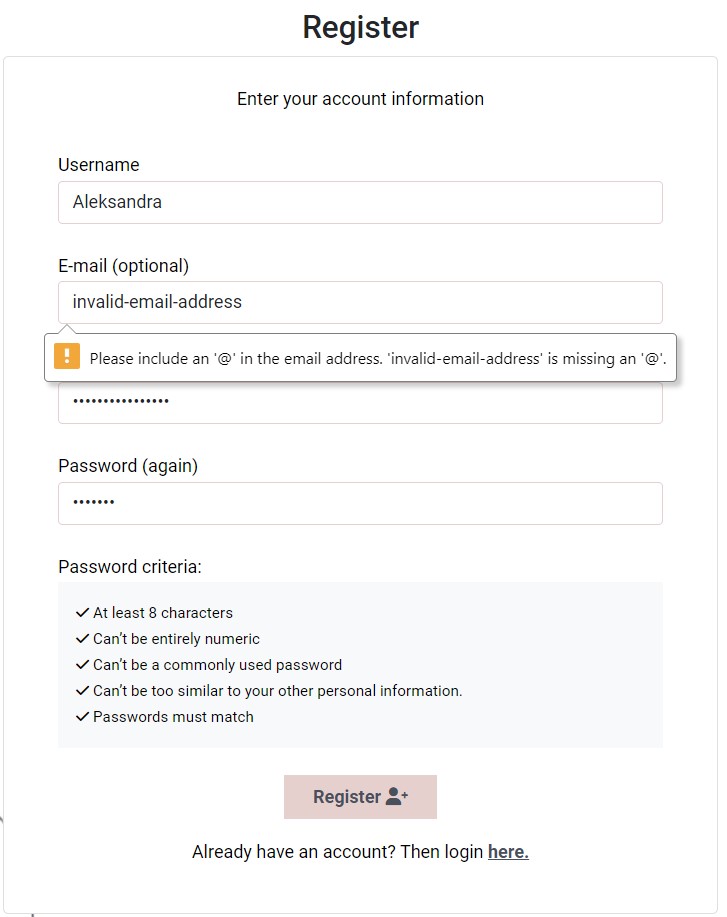 Register
Enter your account information
Username
Aleksandra
E-mail (optional)
invalid-email-address
Please include an '@' in the email address. 'invalid-email-address' is missing an '@'.
••••••••••••••••
Password (again)
•••••••
Password criteria:
At least 8 characters
Can’t be entirely numeric
Can’t be a commonly used password
Can’t be too similar to your other personal information.
Passwords must match
Register
Already have an account? Then login here.